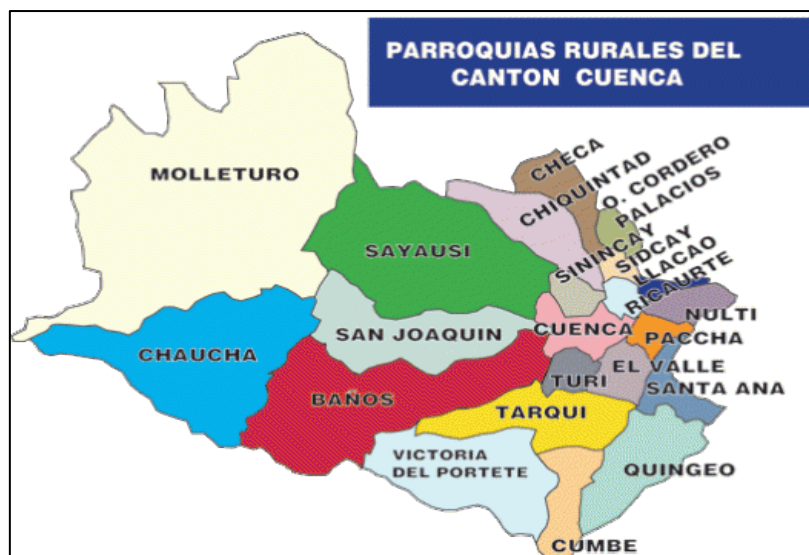 PARROQUIAS RURALES DEL
CANTON CUENCA
MOLLETURO
CHECA
CHIQUINTAD
O. CORDERO
PALACIOS
SAYAUSI
SININCAY
SIDCAY
LLACAO
RICAURTE
SAN JOAQUIN
CUENCA
NULTI
CHAUCHA
PACCHA
BAÑOS
TURI
EL VALLE
SANTA ANA
TARQUI
VICTORIA
DEL PORTETE
QUINGEO
CUMBE